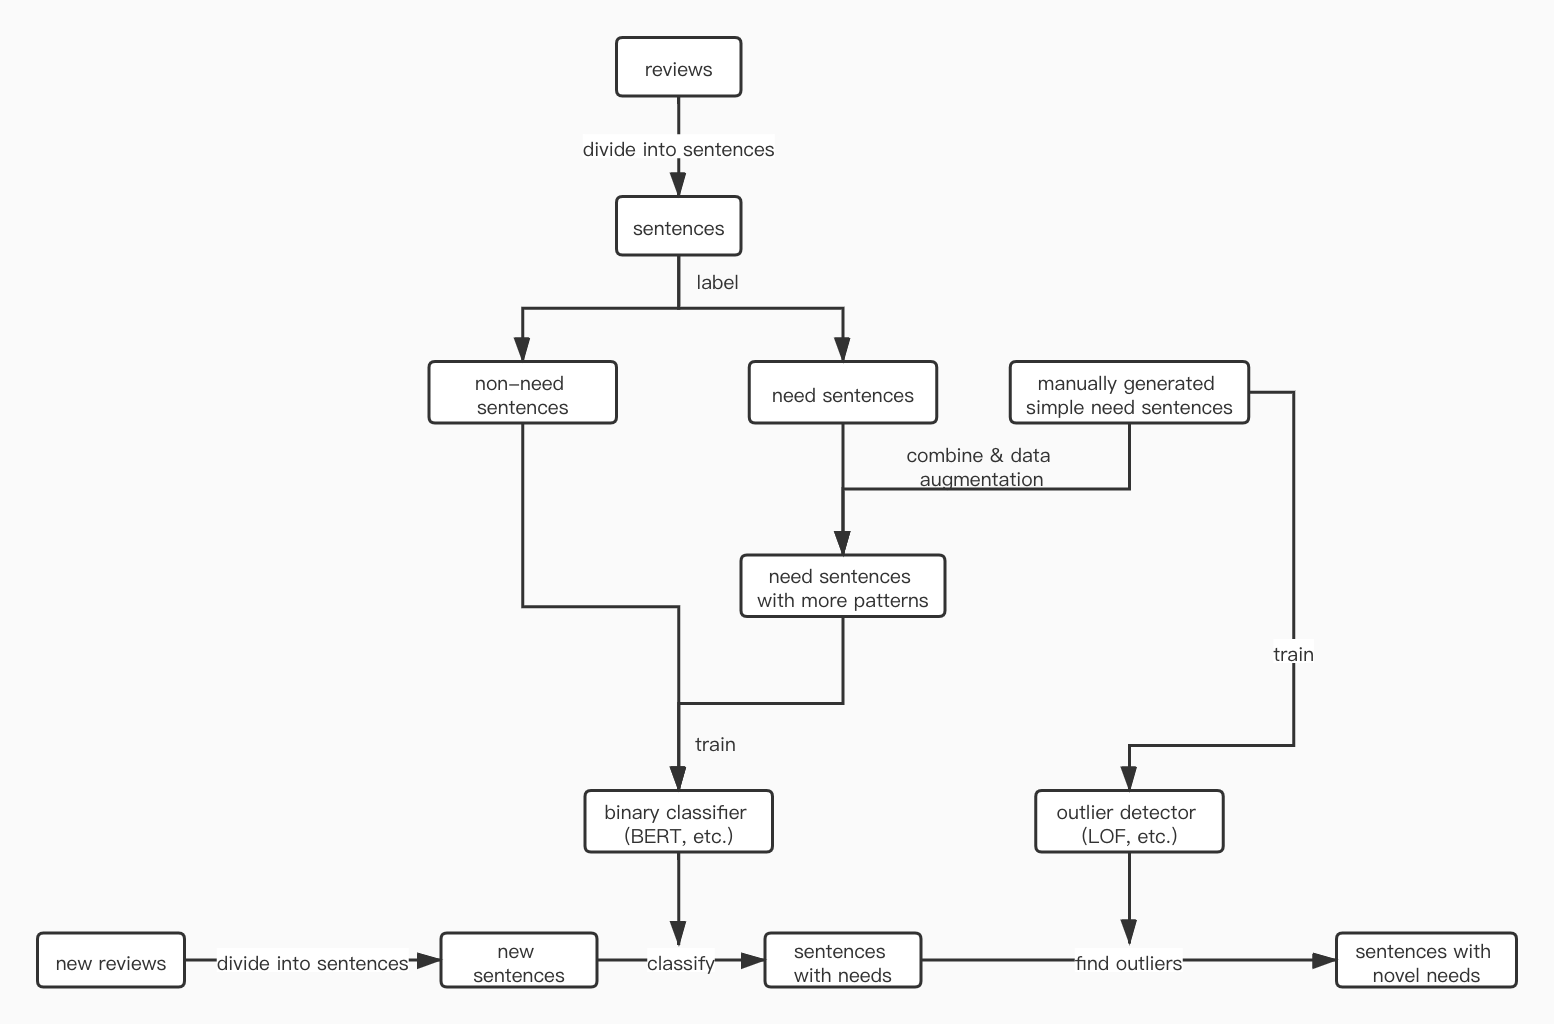 reviews
divide into sentences
sentences
label
non-need
sentences
need sentences
manually generated
simple need sentences
combine & data
augmentation
need sentences
with more patterns
train
train
binary classifier
(BERT, etc.)
outlier detector
(LOF, etc.)
new reviews
divide into sentences
new
sentences
classify
sentences
with needs
find outliers
sentences with
novel needs